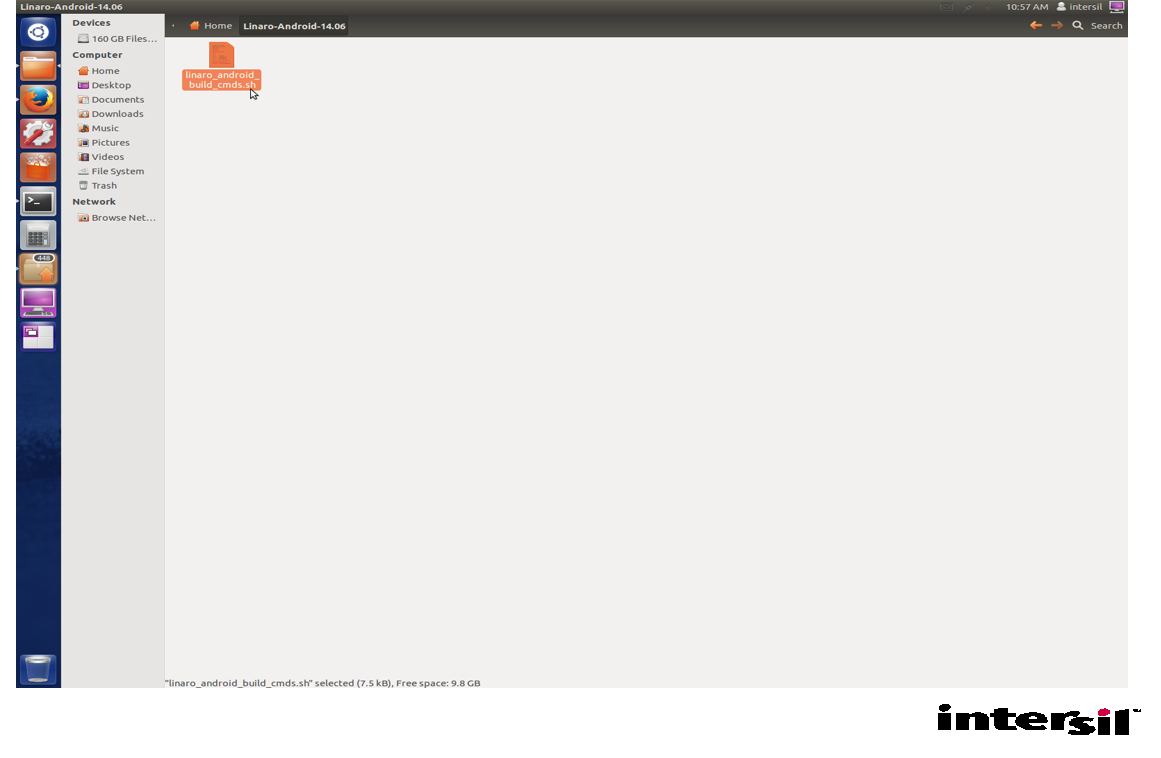 Linaro-Android-14.06
10:57 AM
intersil
Home
Linaro-Android-14.06
Search
Devices
160 GB Files...
Computer
Home
Desktop
Documents
Downloads
Music
Pictures
Videos
File System
Trash
Network
Browse Net...
448
linaro_android_
build_cmds.sh
"linaro_android_build_cmds.sh" selected (7.5 kB), Free space: 9.8 GB
intersil™